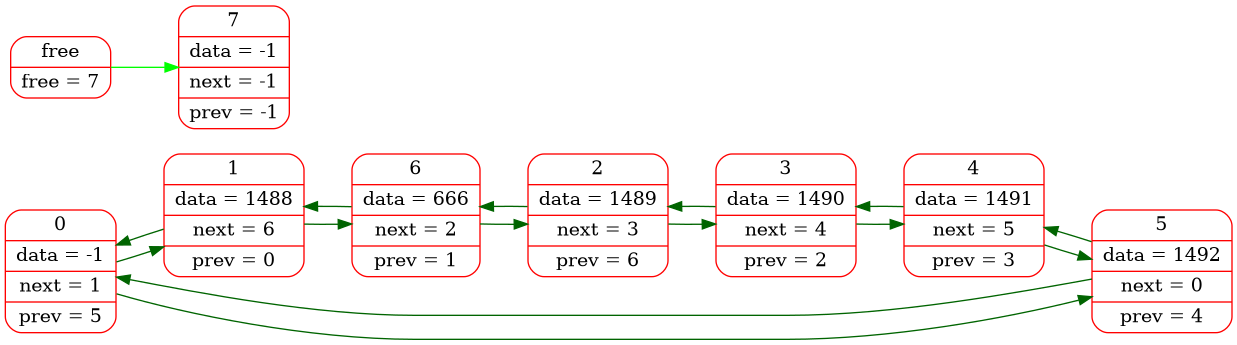 free
free = 7
7
data = -1
next = -1
prev = -1
0
data = -1
next = 1
prev = 5
1
data = 1488
next = 6
prev = 0
6
data = 666
next = 2
prev = 1
2
data = 1489
next = 3
prev = 6
3
data = 1490
next = 4
prev = 2
4
data = 1491
next = 5
prev = 3
5
data = 1492
next = 0
prev = 4